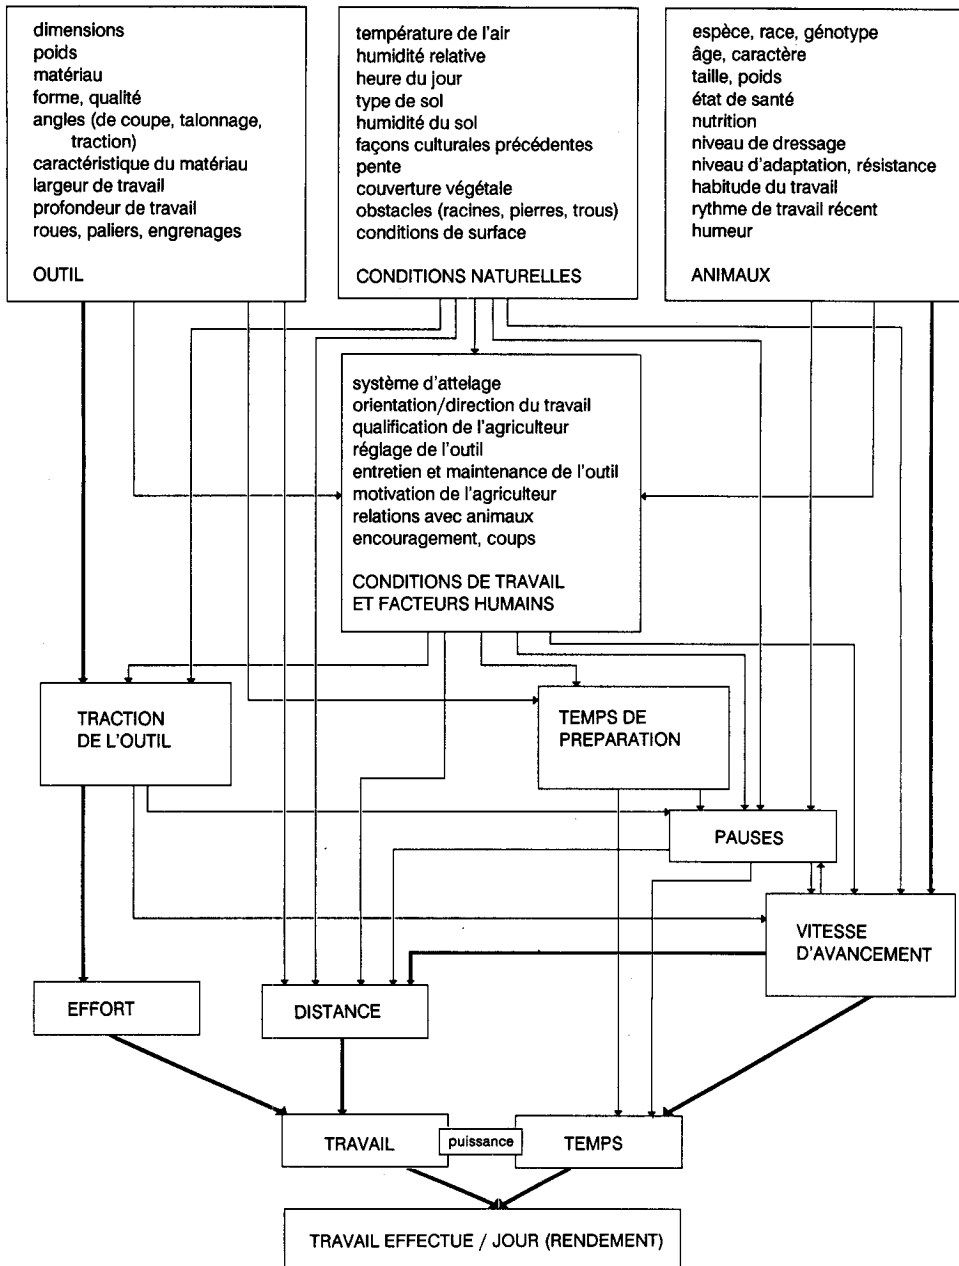 dimensions
poids
matériau
forme, qualité
angles (de coupe, talonnage,
traction)
caractéristique du matériau
largeur de travail
profondeur de travail
roues, paliers, engrenages
OUTIL
température de l'air
humidité relative
heure du jour
type de sol
humidité du sol
façons culturales précédentes
pente
couverture végétale
obstacles (racines, pierres, trous)
conditions de surface
CONDITIONS NATURELLES
espèce, race, génotype
âge, caractère
taille, poids
état de santé
nutrition
niveau de dressage
niveau d'adaptation, résistance
habitude du travail
rythme de travail récent
humeur
ANIMAUX
système d'attelage
orientation/direction du travail
qualification de l'agriculteur
réglage de l'outil
entretien et maintenance de l'outil
motivation de l'agriculteur
relations avec animaux
encouragement, coups
CONDITIONS DE TRAVAIL
ET FACTEURS HUMAINS
TRACTION
DE L'OUTIL
TEMPS DE
PREPARATION
PAUSES
VITESSE
D'AVANCEMENT
EFFORT
DISTANCE
TRAVAIL
puissance
TEMPS
TRAVAIL EFFECTUE / JOUR (RENDEMENT)